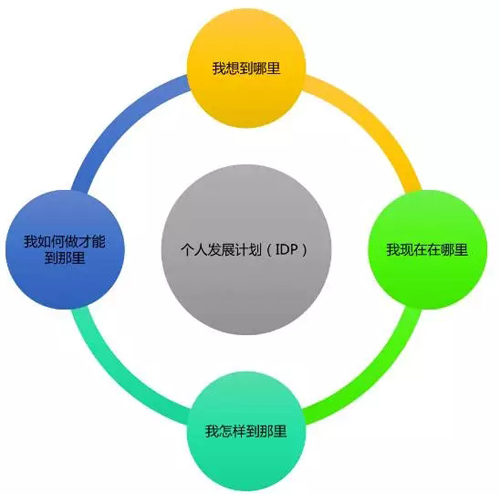 我想到哪里
我如何做才能
到那里
个人发展计划（IDP）
我现在在哪里
我怎样到那里